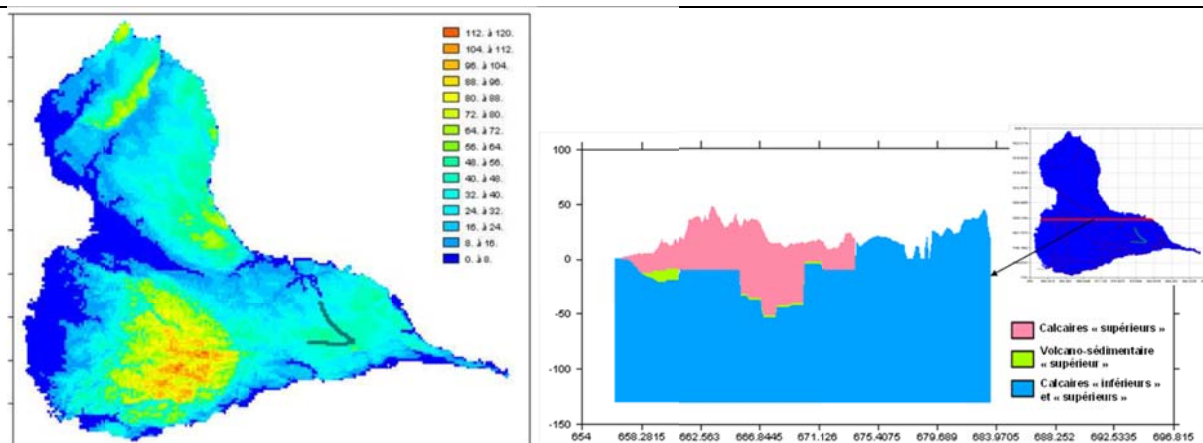 112. à 120.
104. à 112.
96. à 104.
88. à 96.
80. à 88.
72. à 80.
64. à 72.
56. à 64.
48. à 56.
40. à 48.
32. à 40.
24. à 32.
16. à 24.
8. à 16.
0. à 8.
100
50
0
-50
-100
-150
654
658.2815
662.563
666.8445
671.126
675.4075
679.689
683.9705
688.252
692.5335
696.815
Calcaires « supérieurs »
Volcano-sédimentaire
« supérieur »
Calcaires « inférieurs »
et « supérieurs »